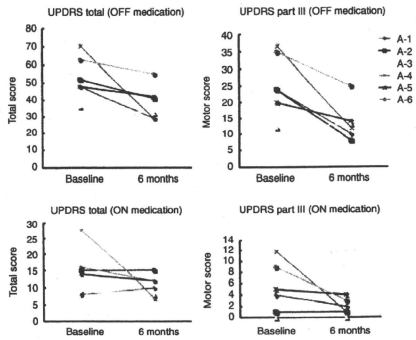 UPDRS total (OFF medication)
80
70
60
50
40
30
20
10
0
Total score
Baseline 6 months
UPDRS part III (OFF medication)
40
35
30
25
20
15
10
5
0
Motor score
Baseline 6 months
A-1
A-2
A-3
A-4
A-5
A-6
UPDRS total (ON medication)
30
25
20
15
10
5
0
Total score
Baseline 6 months
UPDRS part III (ON medication)
14
12
10
8
6
4
2
0
Motor score
Baseline 6 months